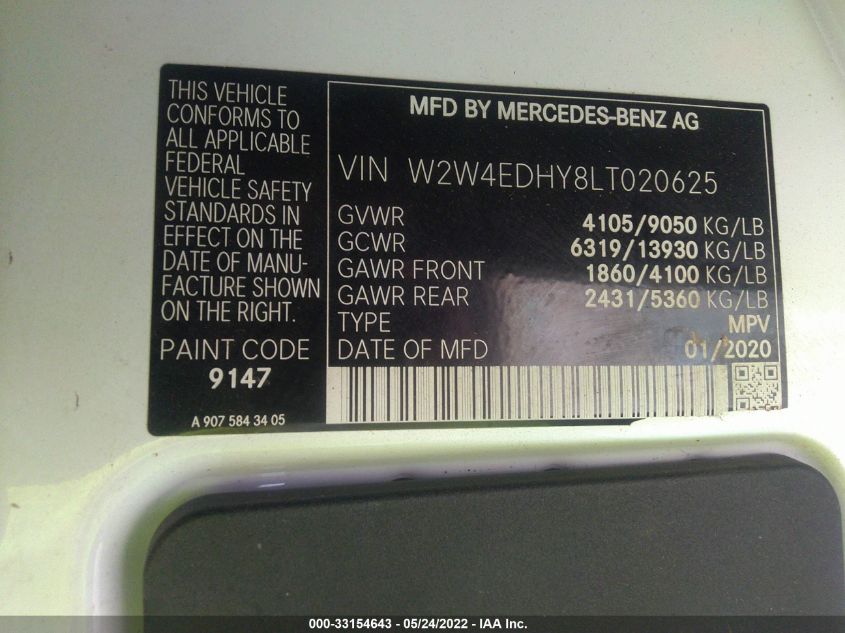 THIS VEHICLE
CONFORMS TO
ALL APPLICABLE
FEDERAL
VEHICLE SAFETY
STANDARDS IN
EFFECT ON THE
DATE OF MANU-
FACTURE SHOWN
ON THE RIGHT.
PAINT CODE
9147
A 907 584 34 05
MFD BY MERCEDES-BENZ AG
VIN W2W4EDHY8LT020625
GVWR 4105/9050 KG/LB
GCWR 6319/13930 KG/LB
GAWR FRONT 1860/4100 KG/LB
GAWR REAR 2431/5360 KG/LB
TYPE MPV
DATE OF MFD 01/2020
000-33154643 - 05/24/2022 - IAA Inc.